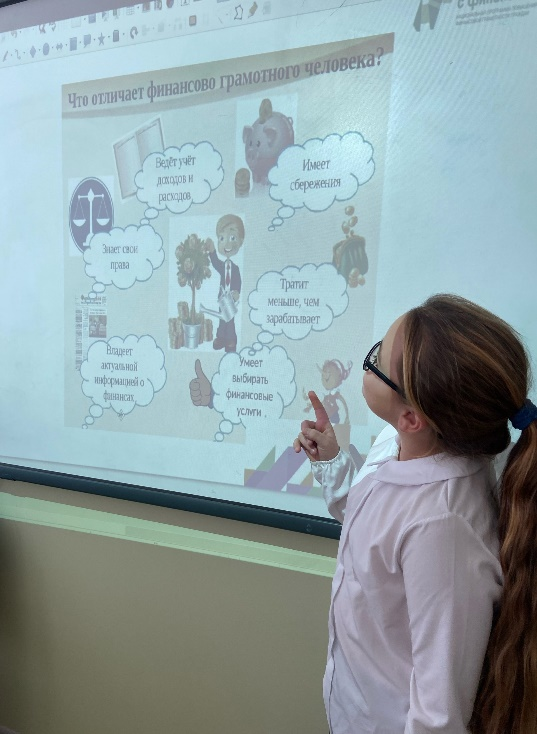 Что отличает финансово грамотного человека?
Ведёт учёт
доходов и
расходов
Имеет
сбережения
Знает свои
права
Тратит
меньше, чем
зарабатывает
Владеет
актуальной
информацией о
финансах
Умеет
выбирать
финансовые
услуги .